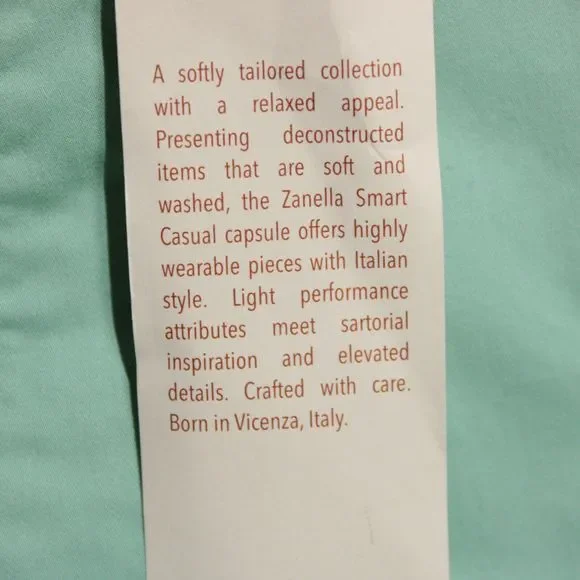 A softly tailored collection
with a relaxed appeal.
Presenting deconstructed
items that are soft and
washed, the Zanella Smart
Casual capsule offers highly
wearable pieces with Italian
style. Light performance
attributes meet sartorial
inspiration and elevated
details. Crafted with care.
Born in Vicenza, Italy.